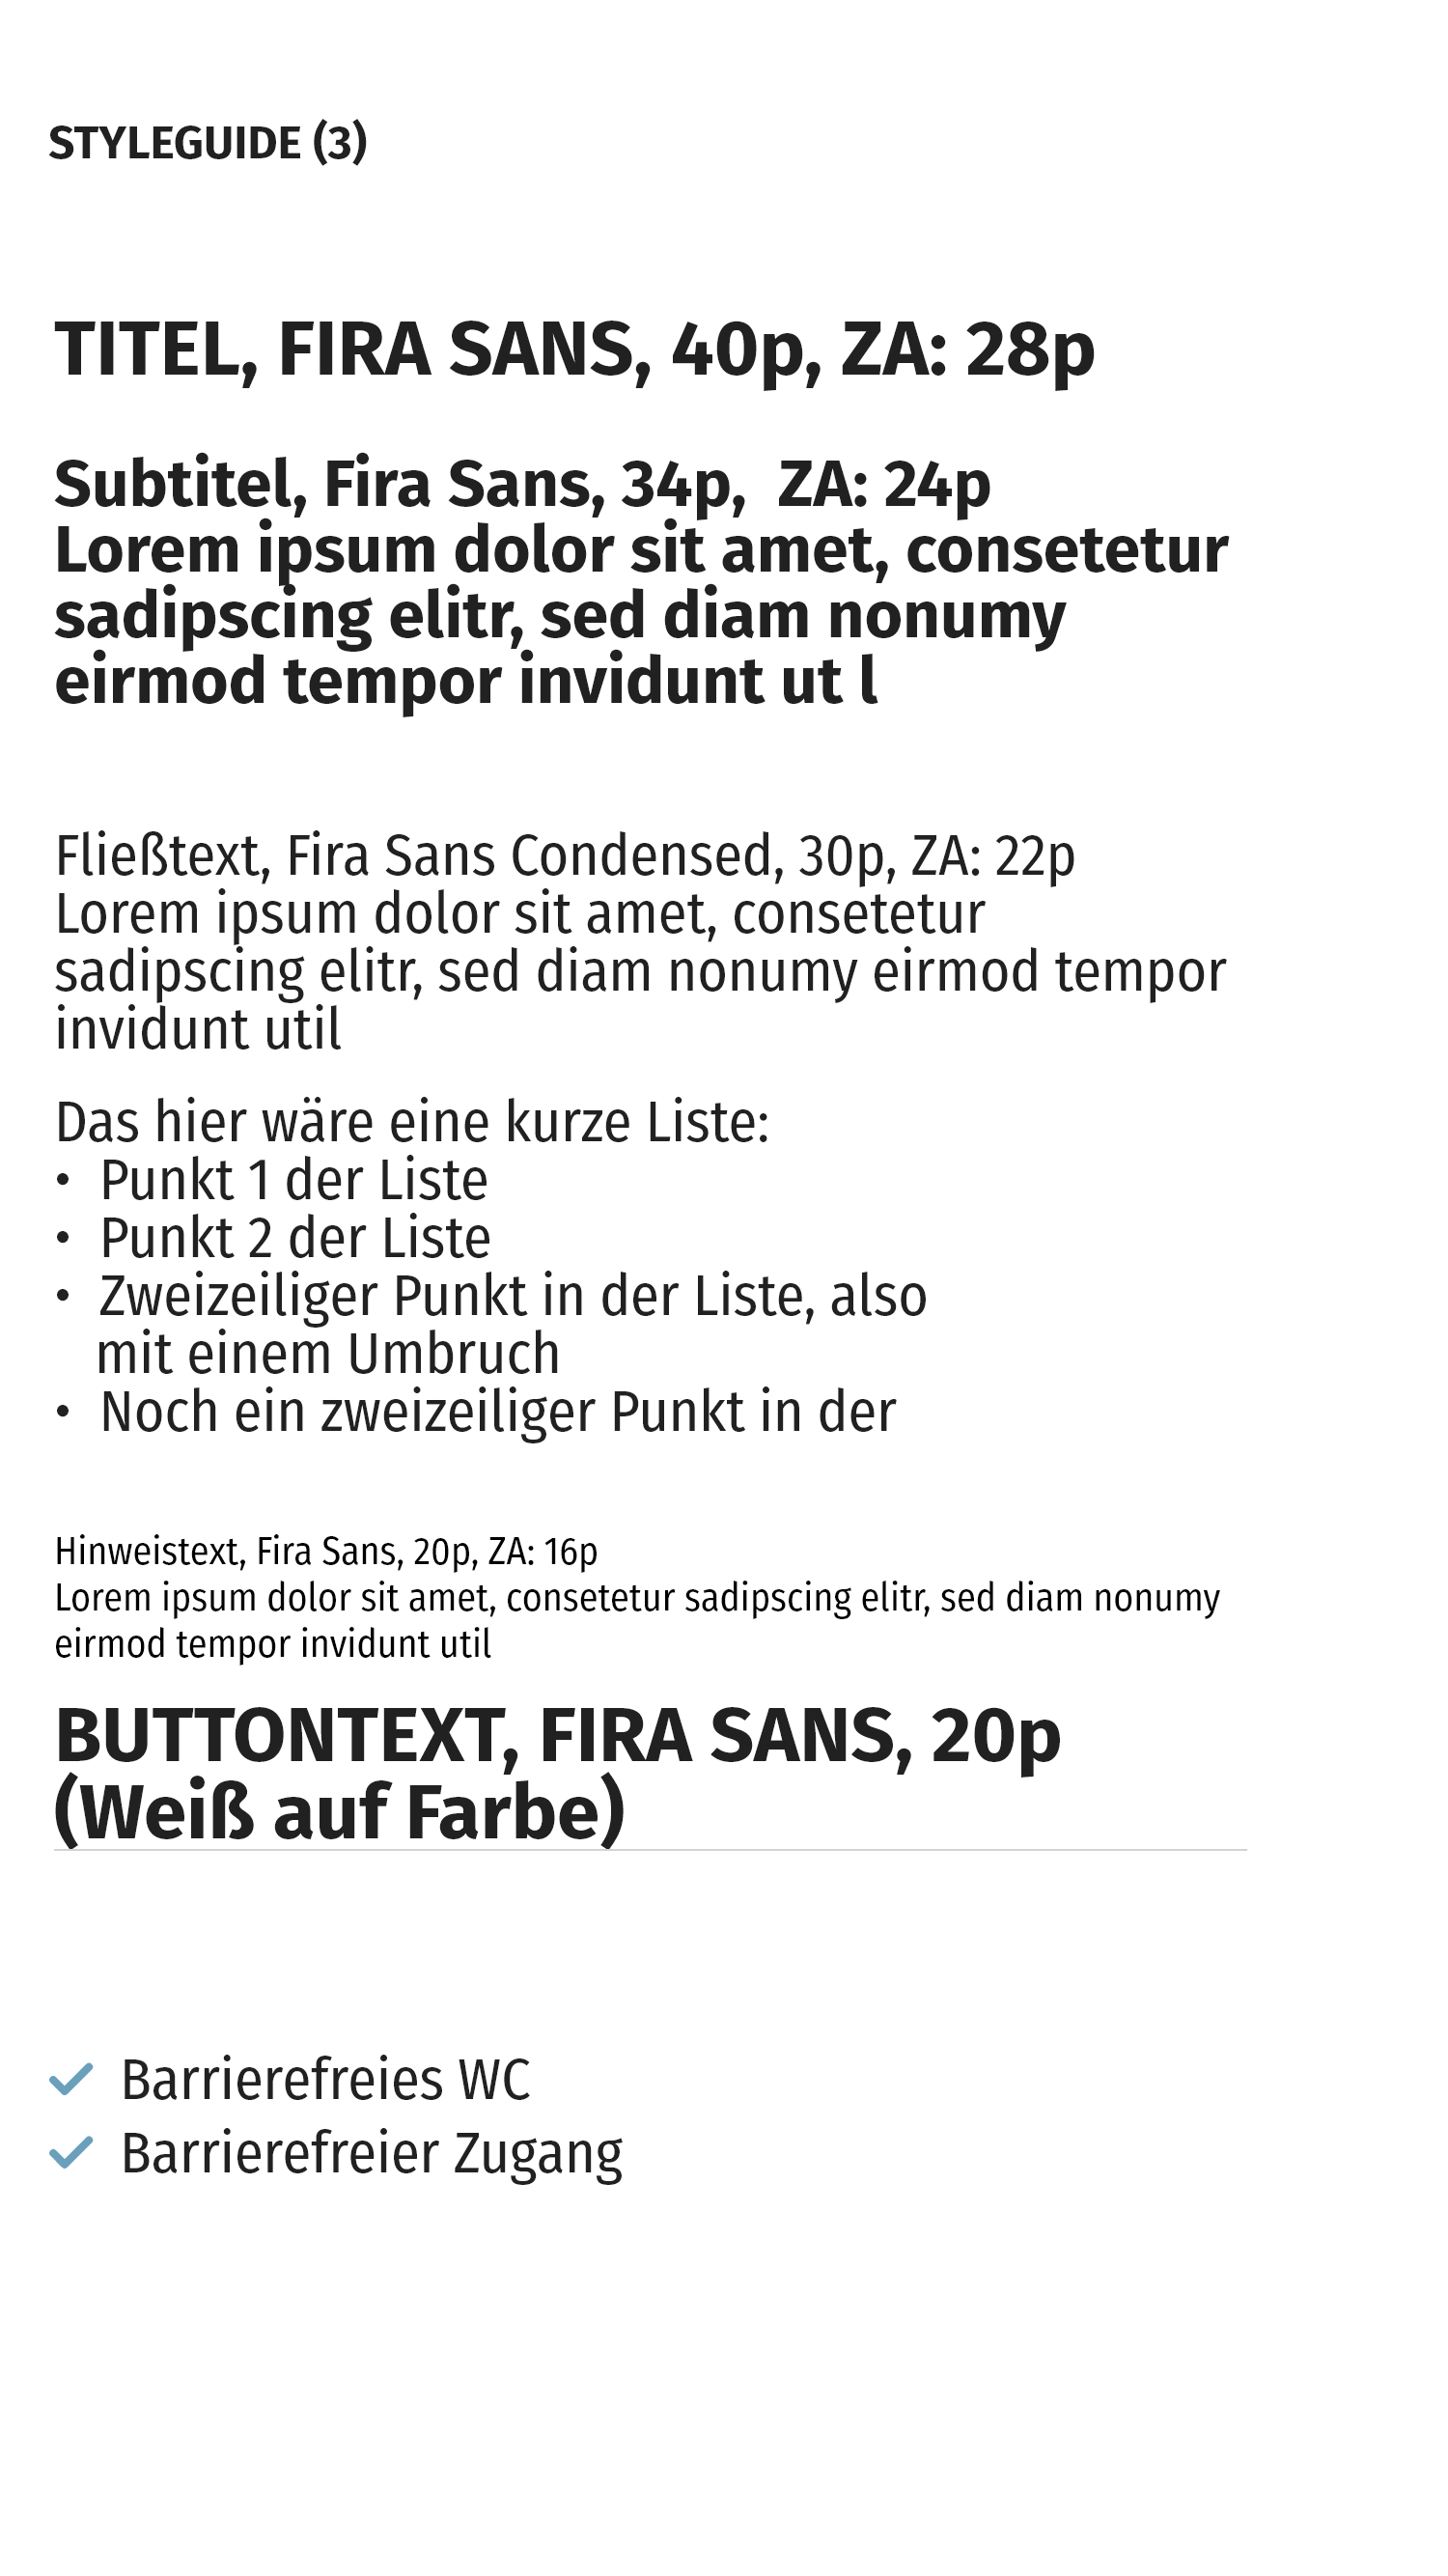 STYLEGUIDE (3)
TITEL, FIRA SANS, 40p, ZA: 28p
Subtitel, Fira Sans, 34p,  ZA: 24p
Lorem ipsum dolor sit amet, consetetur
sadipscing elitr, sed diam nonumy
eirmod tempor invidunt ut l
Fließtext, Fira Sans Condensed, 30p, ZA: 22p
Lorem ipsum dolor sit amet, consetetur
sadipscing elitr, sed diam nonumy eirmod tempor
invidunt util
Das hier wäre eine kurze Liste:
• Punkt 1 der Liste
• Punkt 2 der Liste
• Zweizeiliger Punkt in der Liste, also
mit einem Umbruch
• Noch ein zweizeiliger Punkt in der
Hinweistext, Fira Sans, 20p, ZA: 16p
Lorem ipsum dolor sit amet, consetetur sadipscing elitr, sed diam nonumy
eirmod tempor invidunt util
BUTTONTEXT, FIRA SANS, 20p
(Weiß auf Farbe)
Barrierefreies WC
Barrierefreier Zugang